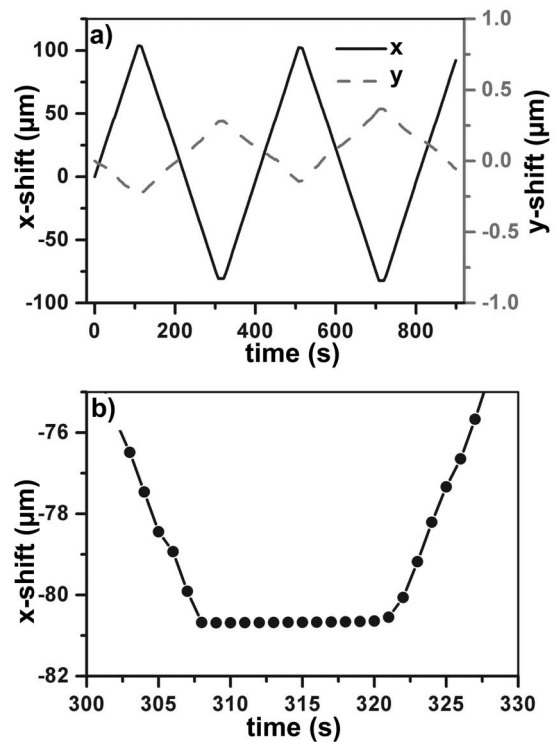 a)
x
y
100
50
0
-50
-100
x-shift (µm)
1.0
0.5
0.0
-0.5
-1.0
y-shift (µm)
0 200 400 600 800
time (s)
b)
-76
-78
-80
-82
x-shift (µm)
300 305 310 315 320 325 330
time (s)